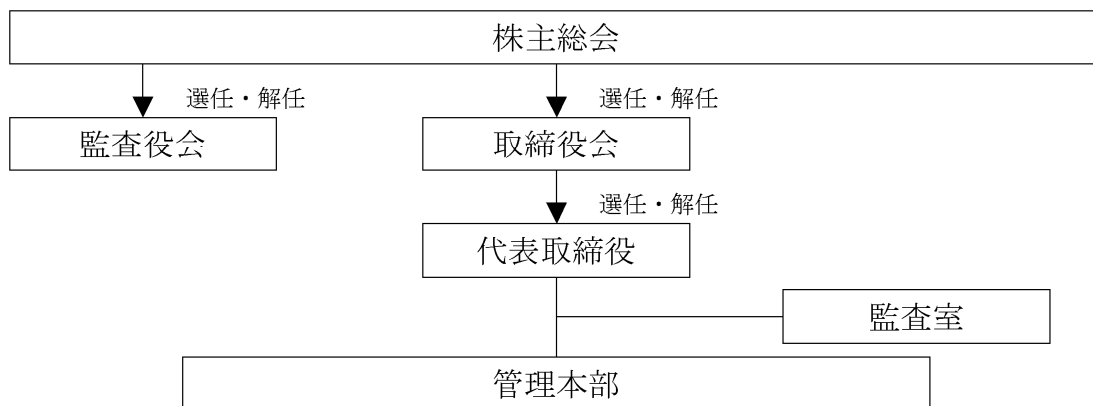 株主総会
選任・解任
選任・解任
監査役会
取締役会
選任・解任
代表取締役
監査室
管理本部